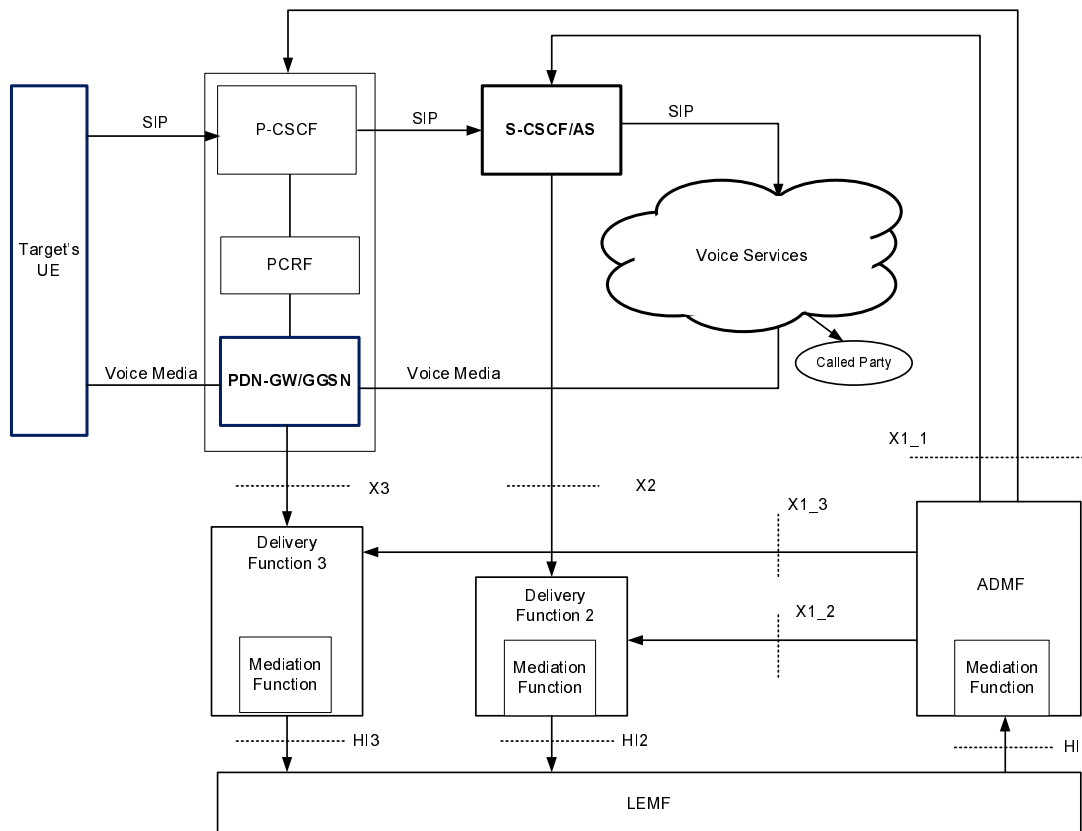 SIP
P-CSCF
SIP
S-CSCF/AS
SIP
Target's
UE
PCRF
Voice Services
Voice Media
PDN-GW/GGSN
Voice Media
Called Party
X1_1
X3
X2
X1_3
Delivery
Function 3
ADMF
Delivery
Function 2
X1_2
Mediation
Function
Mediation
Function
Mediation
Function
HI3
HI2
HI
LEMF